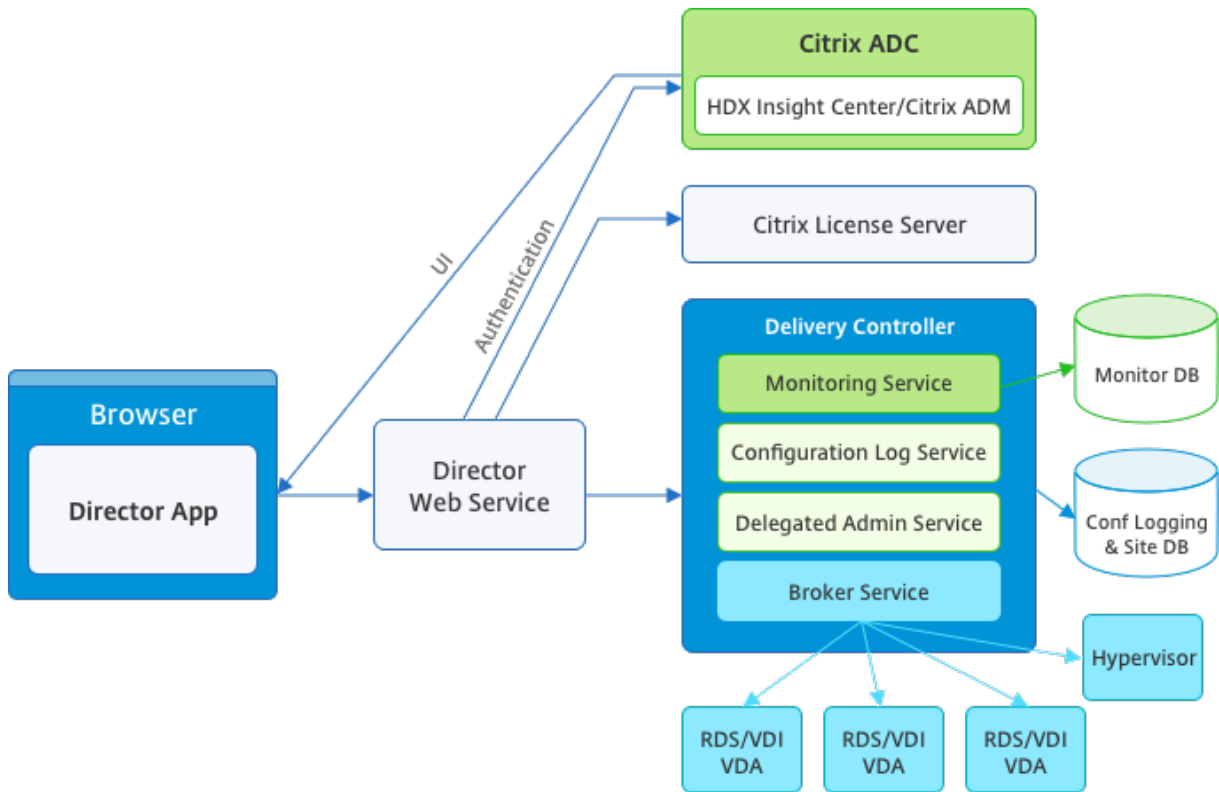 Citrix ADC
HDX Insight Center/Citrix ADM
Citrix License Server
UI
Authentication
Delivery Controller
Monitoring Service
Configuration Log Service
Delegated Admin Service
Broker Service
Monitor DB
Conf Logging
& Site DB
Browser
Director App
Director
Web Service
Hypervisor
RDS/VDI
VDA
RDS/VDI
VDA
RDS/VDI
VDA